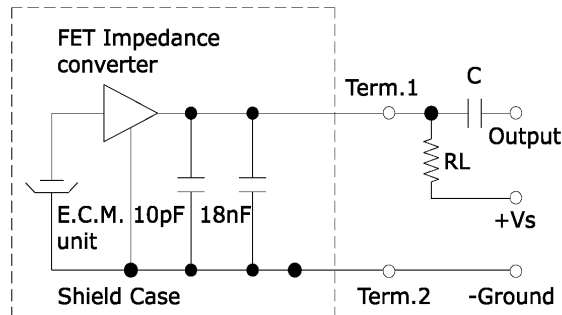 FET Impedance
converter
Term.1
C
Output
RL
+Vs
E.C.M. 10pF 18nF
unit
Shield Case
Term.2
-Ground